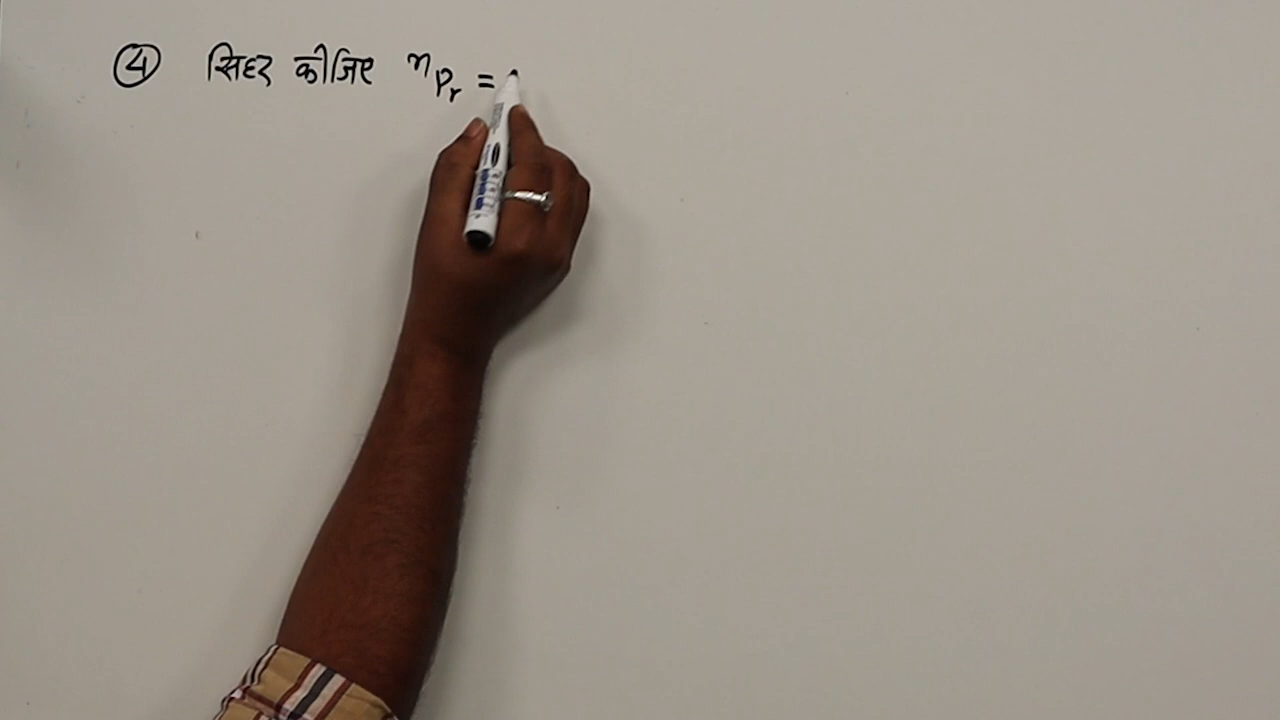 ④ सिद्द कीजिए ⁿPᵣ =